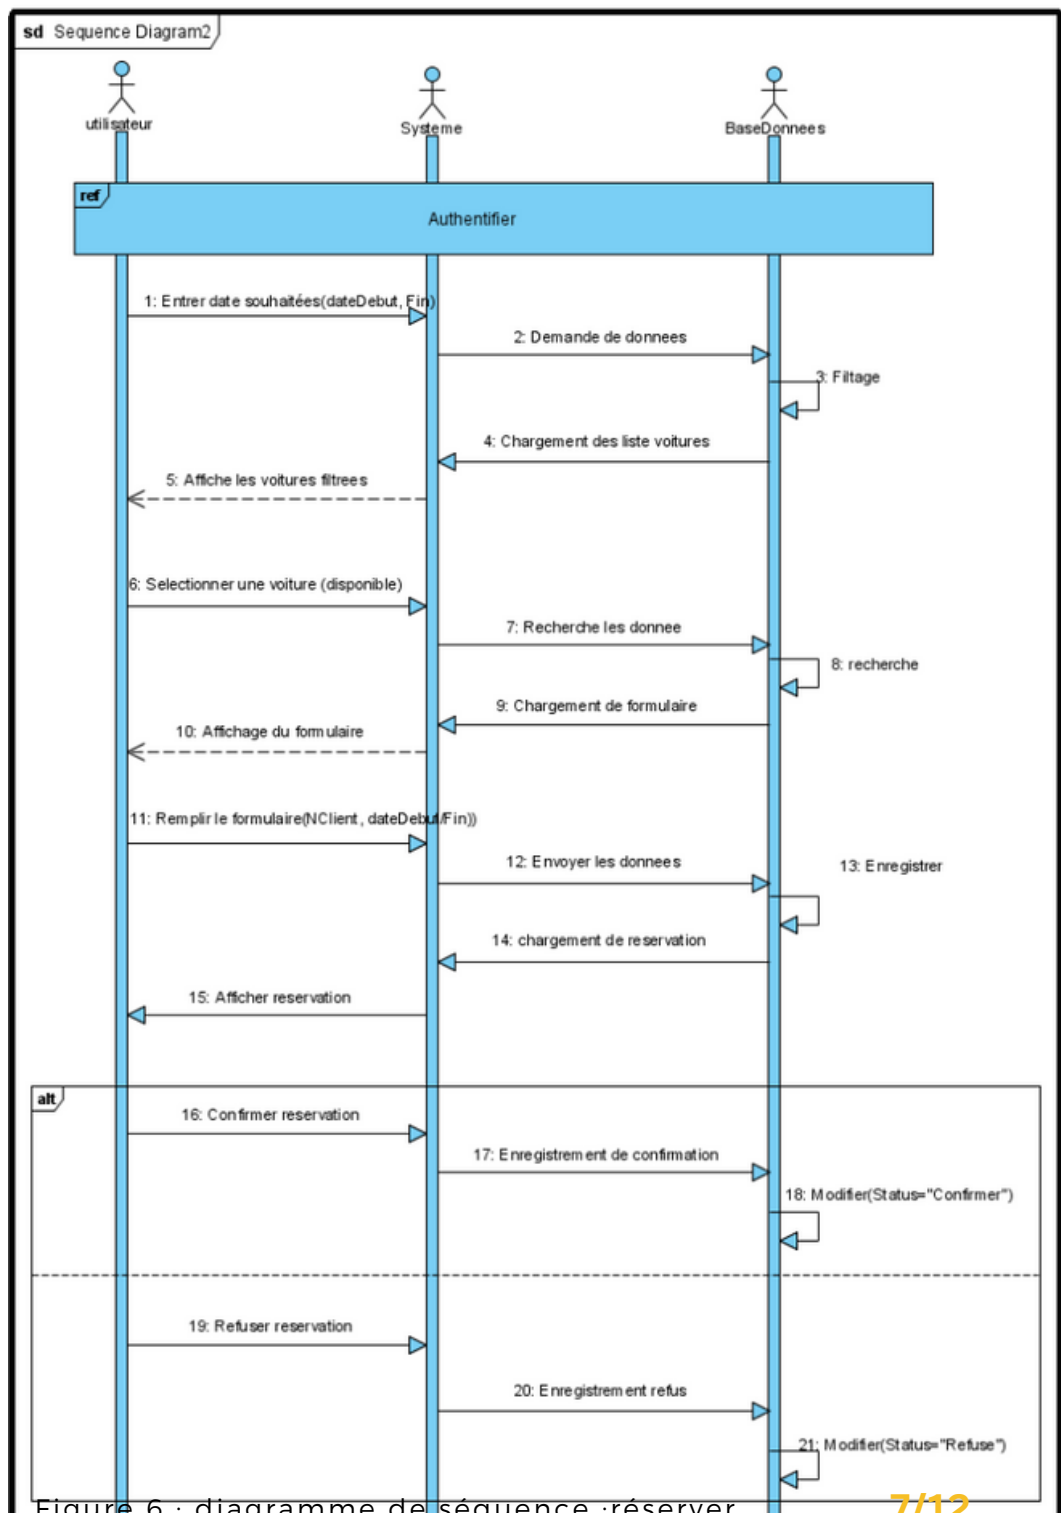 sd Sequence Diagram2
utilisateur
Systeme
BaseDonnees
ref
Authentifier
1: Entrer date souhaitées(dateDebut, Fin)
2: Demande de donnees
3: Filtage
4: Chargement des liste voitures
5: Affiche les voitures filtrees
6: Selectionner une voiture (disponible)
7: Recherche les donnee
8: recherche
9: Chargement de formulaire
10: Affichage du formulaire
11: Remplir le formulaire(NClient, dateDebut/Fin))
12: Envoyer les donnees
13: Enregistrer
14: chargement de reservation
15: Afficher reservation
alt
16: Confirmer reservation
17: Enregistrement de confirmation
18: Modifier(Status="Confirmer")
19: Refuser reservation
20: Enregistrement refus
21: Modifier(Status="Refuse")
Figure 6 : diagramme de séquence :réserver
7/12